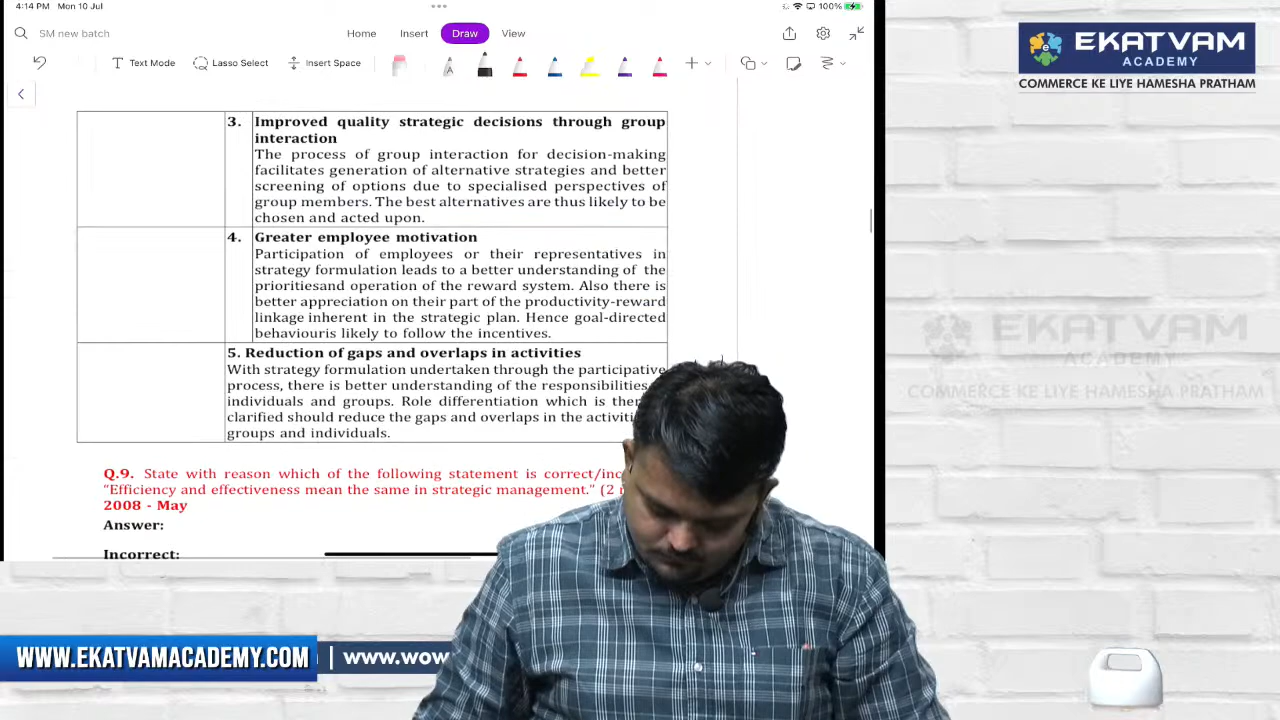 4:14 PM Mon 10 Jul
100%
SM new batch
Home Insert Draw View
Text Mode Lasso Select Insert Space
3. Improved quality strategic decisions through group
interaction
The process of group interaction for decision-making
facilitates generation of alternative strategies and better
screening of options due to specialised perspectives of
group members. The best alternatives are thus likely to be
chosen and acted upon.
4. Greater employee motivation
Participation of employees or their representatives in
strategy formulation leads to a better understanding of the
prioritiesand operation of the reward system. Also there is
better appreciation on their part of the productivity-reward
linkage inherent in the strategic plan. Hence goal-directed
behaviouris likely to follow the incentives.
5. Reduction of gaps and overlaps in activities
With strategy formulation undertaken through the participative
process, there is better understanding of the responsibilities
individuals and groups. Role differentiation which is
clarified should reduce the gaps and overlaps in the
groups and individuals.
Q.9. State with reason which of the following statement is
“Efficiency and effectiveness mean the same in strategic management.” (2
2008 - May
Answer:
Incorrect:
EKATVAM
ACADEMY
COMMERCE KE LIYE HAMESHA PRATHAM
EKATVAM
ACADEMY
COMMERCE KE LIYE HAMESHA PRATHAM
WWW.EKATVAMACADEMY.COM | www.wow